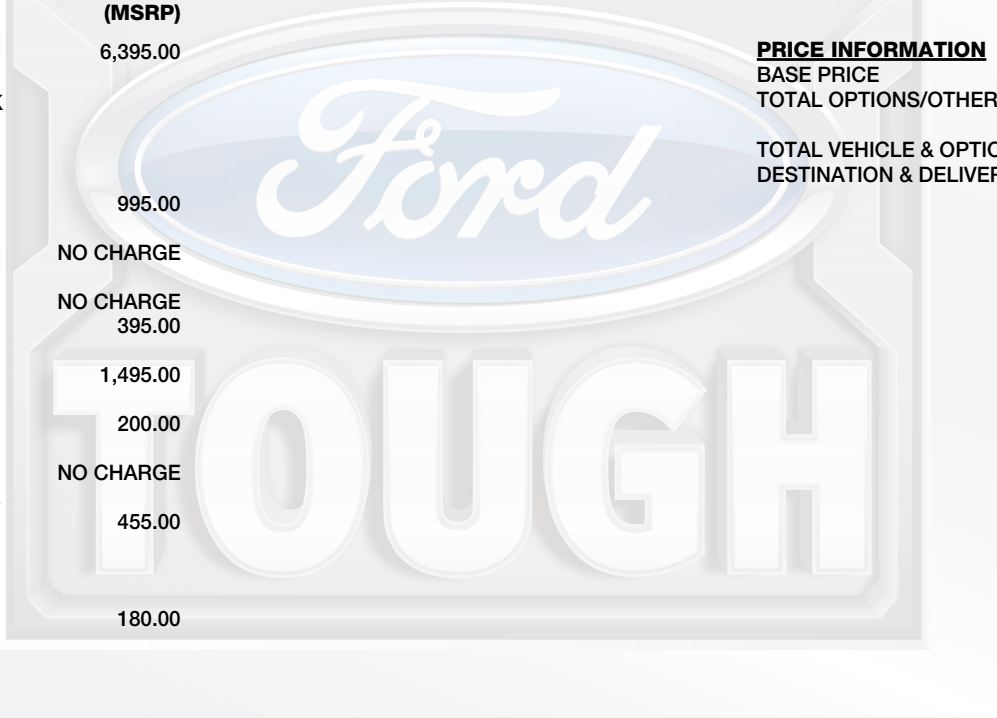 (MSRP)
6,395.00
995.00
NO CHARGE
NO CHARGE
395.00
1,495.00
200.00
NO CHARGE
455.00
180.00
PRICE INFORMATION
BASE PRICE
TOTAL OPTIONS/OTHER
TOTAL VEHICLE & OPTIO
DESTINATION & DELIVER
Ford
TOUGH